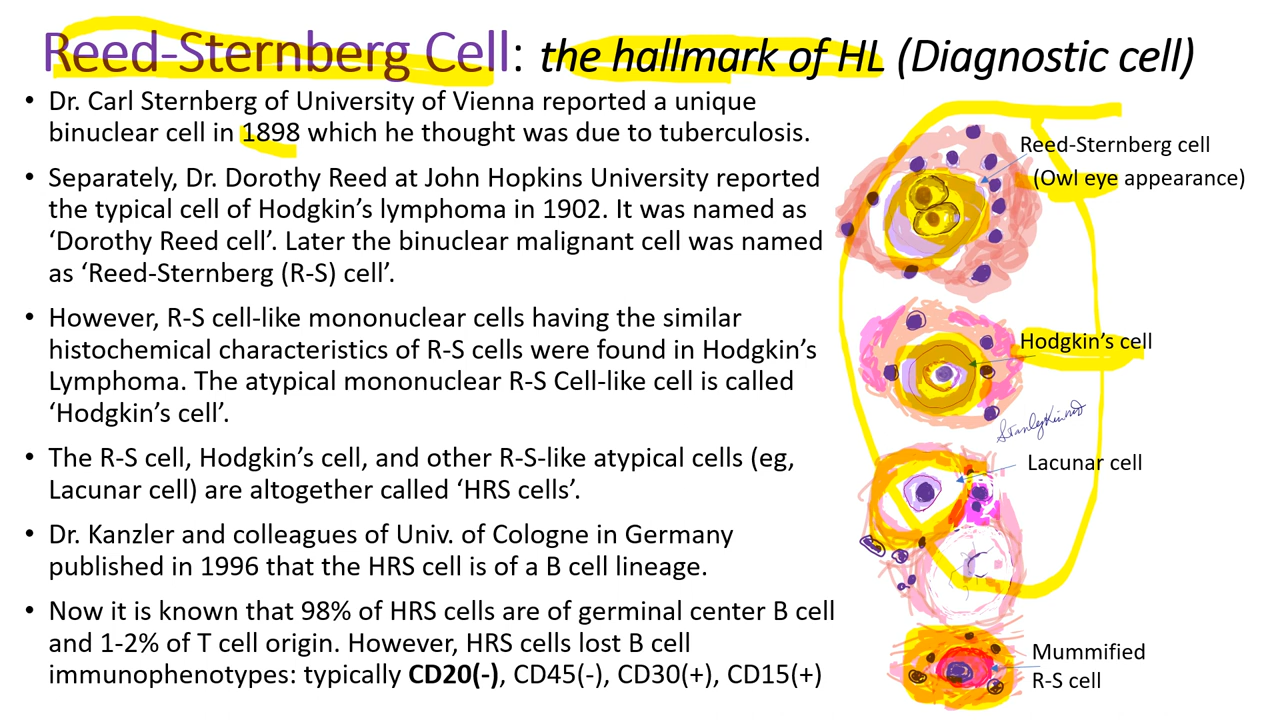 Reed-Sternberg Cell: the hallmark of HL (Diagnostic cell)
• Dr. Carl Sternberg of University of Vienna reported a unique
binuclear cell in 1898 which he thought was due to tuberculosis.
• Separately, Dr. Dorothy Reed at John Hopkins University reported
the typical cell of Hodgkin’s lymphoma in 1902. It was named as
‘Dorothy Reed cell’. Later the binuclear malignant cell was named
as ‘Reed-Sternberg (R-S) cell’.
• However, R-S cell-like mononuclear cells having the similar
histochemical characteristics of R-S cells were found in Hodgkin’s
Lymphoma. The atypical mononuclear R-S Cell-like cell is called
‘Hodgkin’s cell’.
• The R-S cell, Hodgkin’s cell, and other R-S-like atypical cells (eg,
Lacunar cell) are altogether called ‘HRS cells’.
• Dr. Kanzler and colleagues of Univ. of Cologne in Germany
published in 1996 that the HRS cell is of a B cell lineage.
• Now it is known that 98% of HRS cells are of germinal center B cell
and 1-2% of T cell origin. However, HRS cells lost B cell
immunophenotypes: typically CD20(-), CD45(-), CD30(+), CD15(+)
Reed-Sternberg cell
(Owl eye appearance)
Hodgkin’s cell
Lacunar cell
Mummified
R-S cell